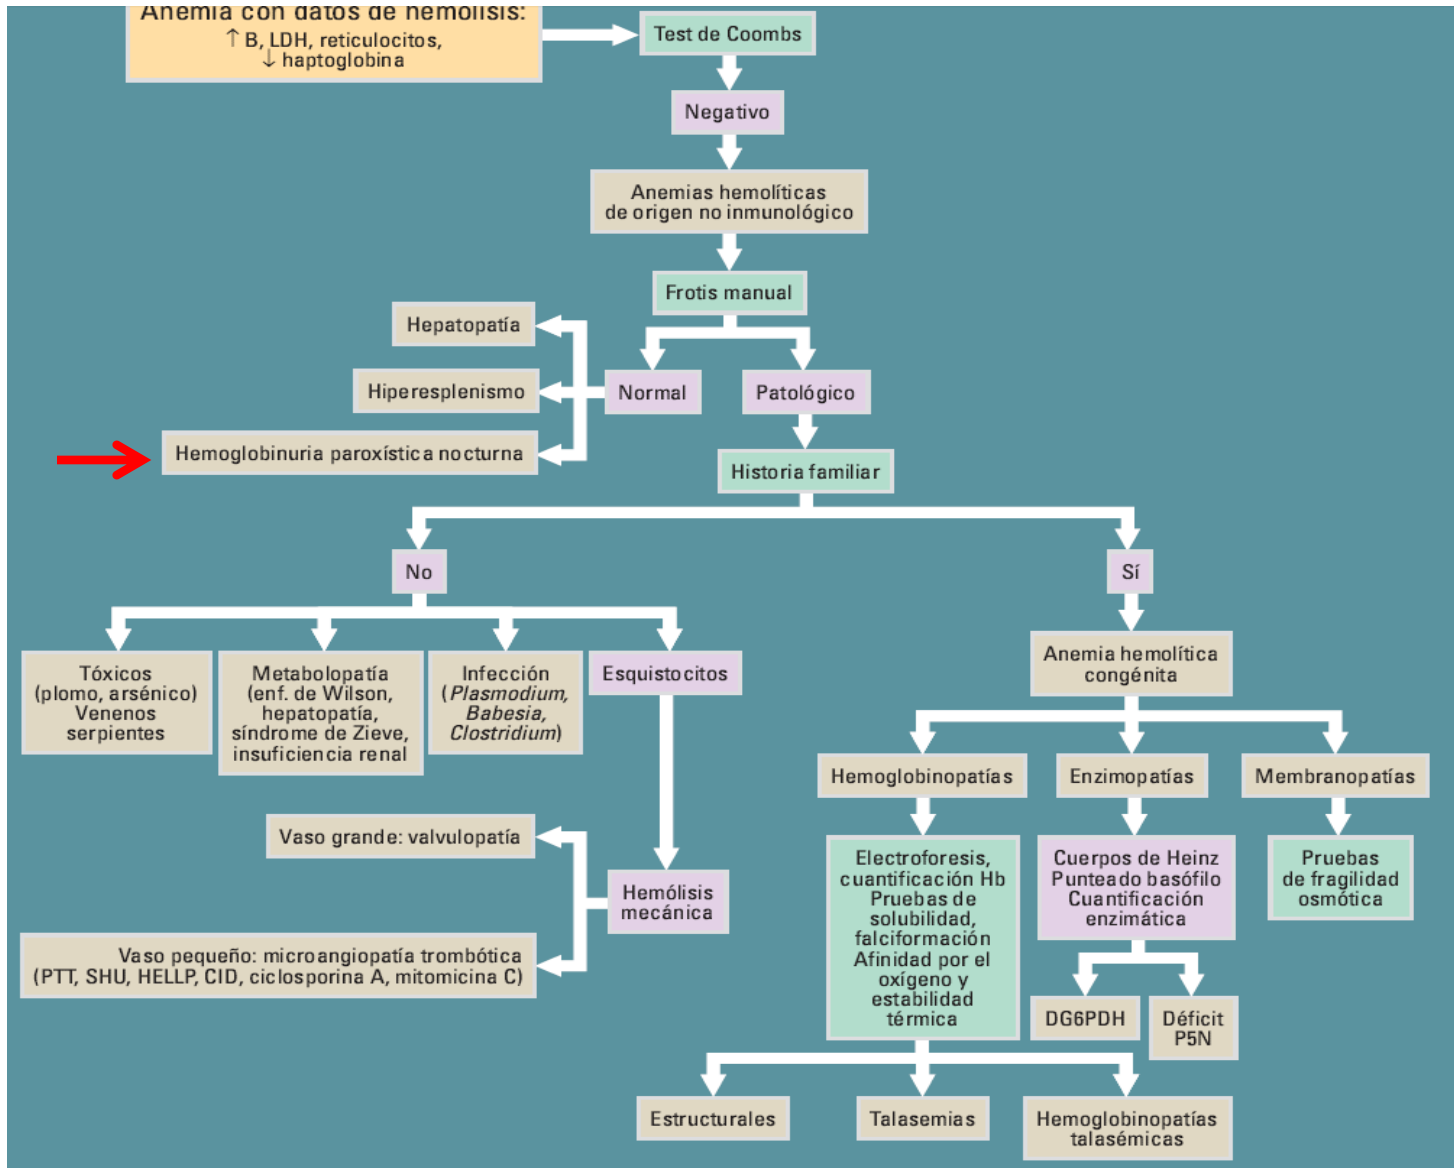 Anemia con datos de hemólisis:
↑ B, LDH, reticulocitos,
↓ haptoglobina
Test de Coombs
Negativo
Anemias hemolíticas
de origen no inmunológico
Frotis manual
Hepatopatía
Hiperesplenismo
Normal
Patológico
Hemoglobinuria paroxística nocturna
Historia familiar
No
Sí
Tóxicos
(plomo, arsénico)
Venenos
serpientes
Metabolopatía
(enf. de Wilson,
hepatopatía,
síndrome de Zieve,
insuficiencia renal
Infección
(Plasmodium,
Babesia,
Clostridium)
Esquistocitos
Anemia hemolítica
congénita
Hemoglobinopatías
Enzimopatías
Membranopatías
Vaso grande: valvulopatía
Hemólisis
mecánica
Vaso pequeño: microangiopatía trombótica
(PTT, SHU, HELLP, CID, ciclosporina A, mitomicina C)
Electroforesis,
cuantificación Hb
Pruebas de
solubilidad,
falciformación
Afinidad por el
oxígeno y
estabilidad
térmica
Cuerpos de Heinz
Punteado basófilo
Cuantificación
enzimática
Pruebas
de fragilidad
osmótica
DG6PDH
Déficit
P5N
Estructurales
Talasemias
Hemoglobinopatías
talasémicas